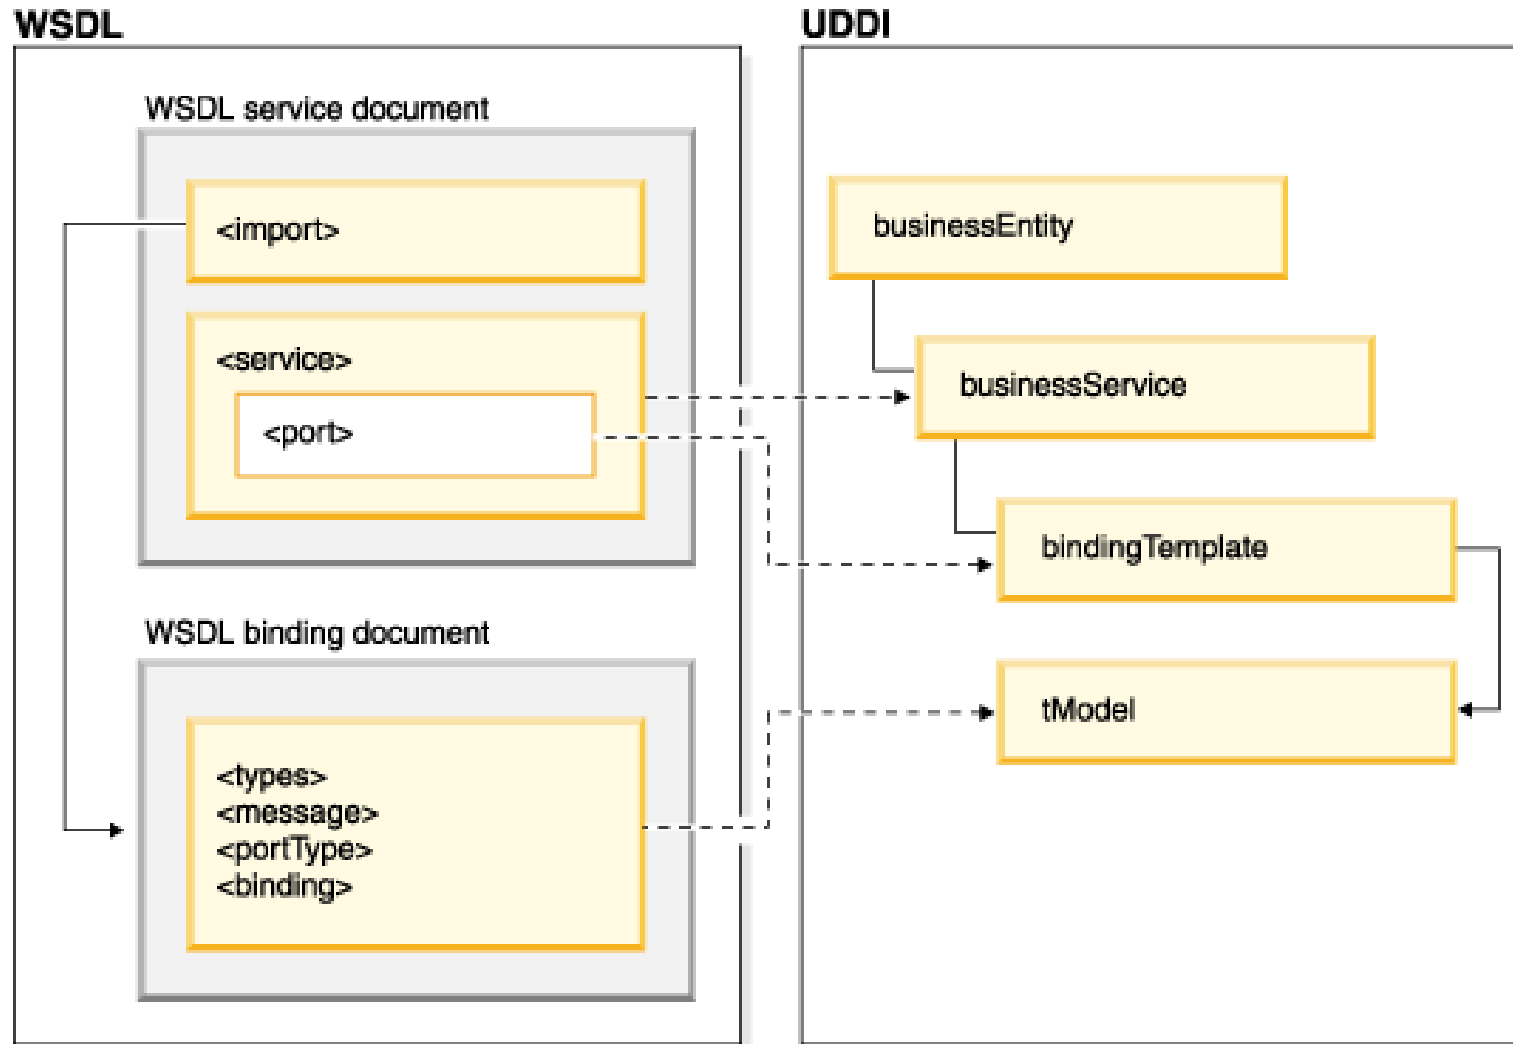 WSDL
WSDL service document
<import>
<service>
<port>
WSDL binding document
<types>
<message>
<portType>
<binding>
UDDI
businessEntity
businessService
bindingTemplate
tModel